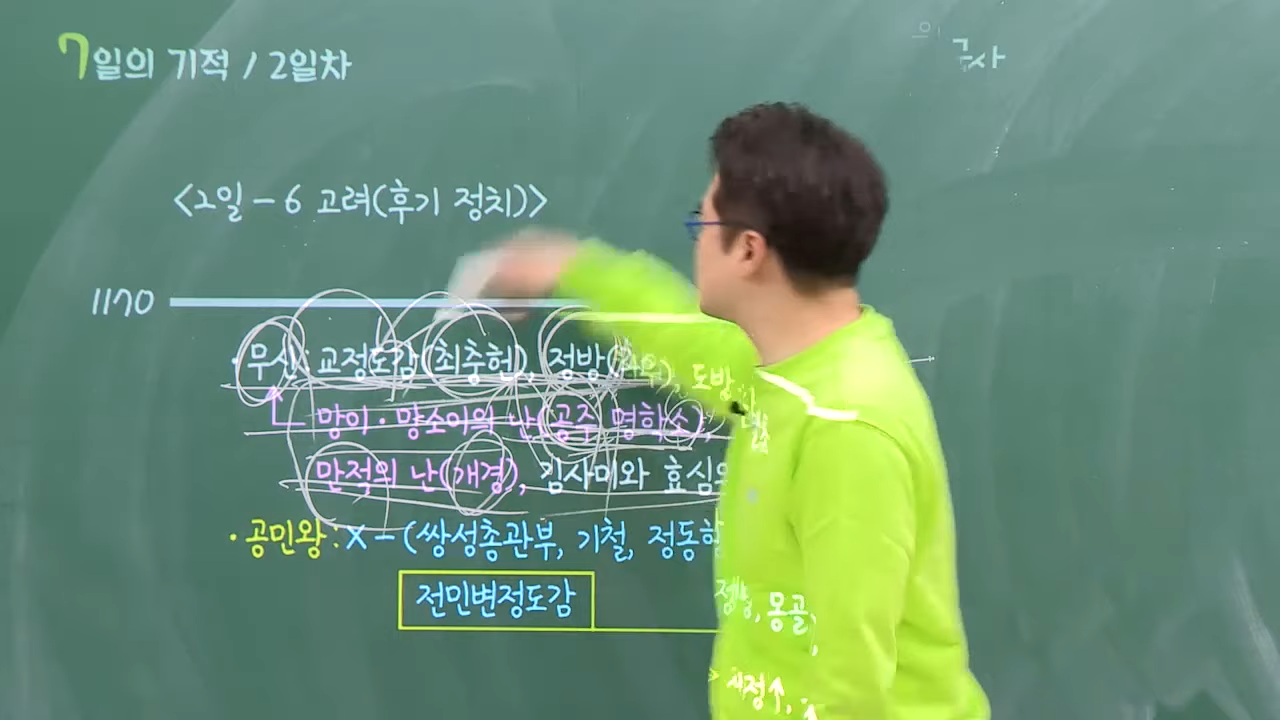 7일의 기적 / 2일차
<2일 - 6 고려(후기 정치)>
1170
· 무신: 교정도감(최충헌), 정방(최우), 도방,
망이·망소이의 난(공주 명학소),
만적의 난(개경), 김사미와 효심의
· 공민왕: X - (쌍성총관부, 기철, 정동행
전민변정도감
정방, 몽골,